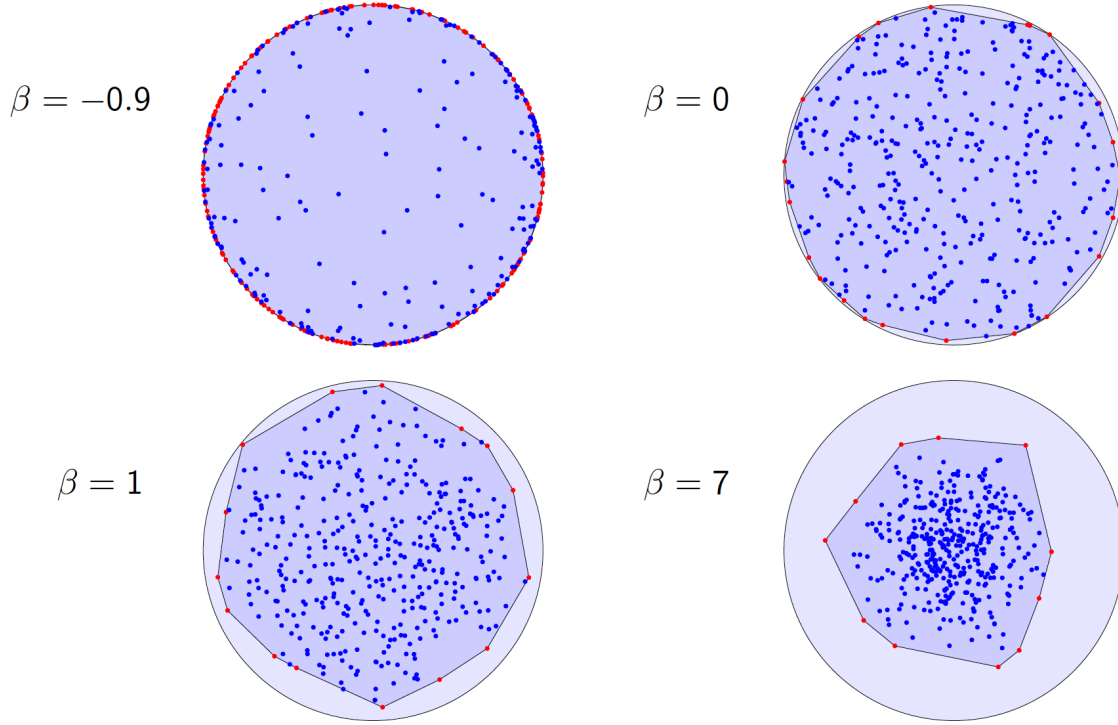 β = −0.9
β = 0
β = 1
β = 7